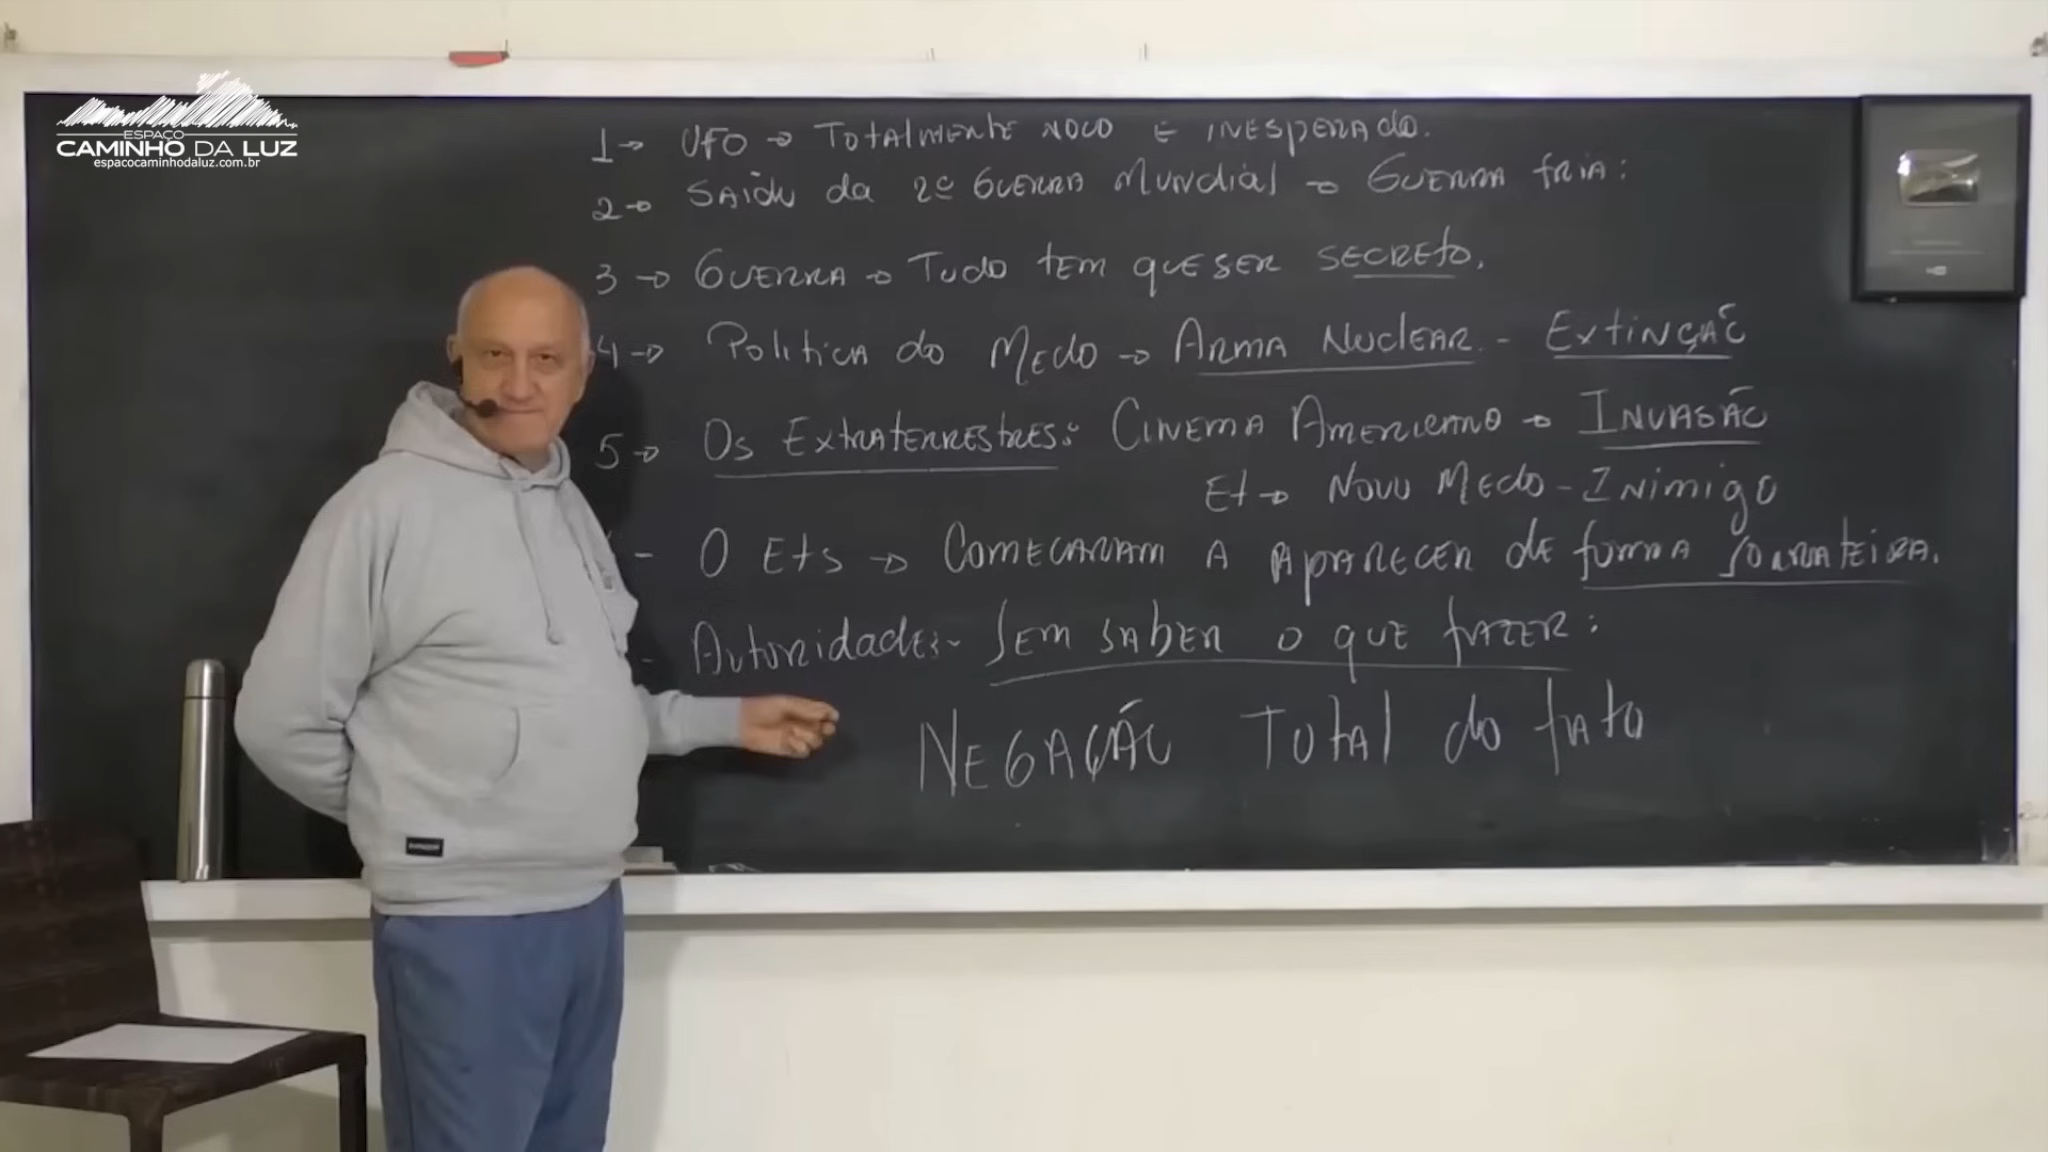 ESPAÇO
CAMINHO DA LUZ
espacocaminhodaluz.com.br
1→ UFO → Totalmente novo e inesperado.
2→ Saída da 2ª Guerra Mundial → Guerra fria:
3→ Guerra → Tudo tem que ser secreto.
4→ Politica do Medo → Arma Nuclear - Extinção
5→ Os Extraterrestres: Cinema Americano → Invasão
Et → Novo Medo - Inimigo
- O Ets → Comecaram a aparecer de forma sorrateira.
- Autoridades - Sem saber o que fazer:
Negação Total do fato